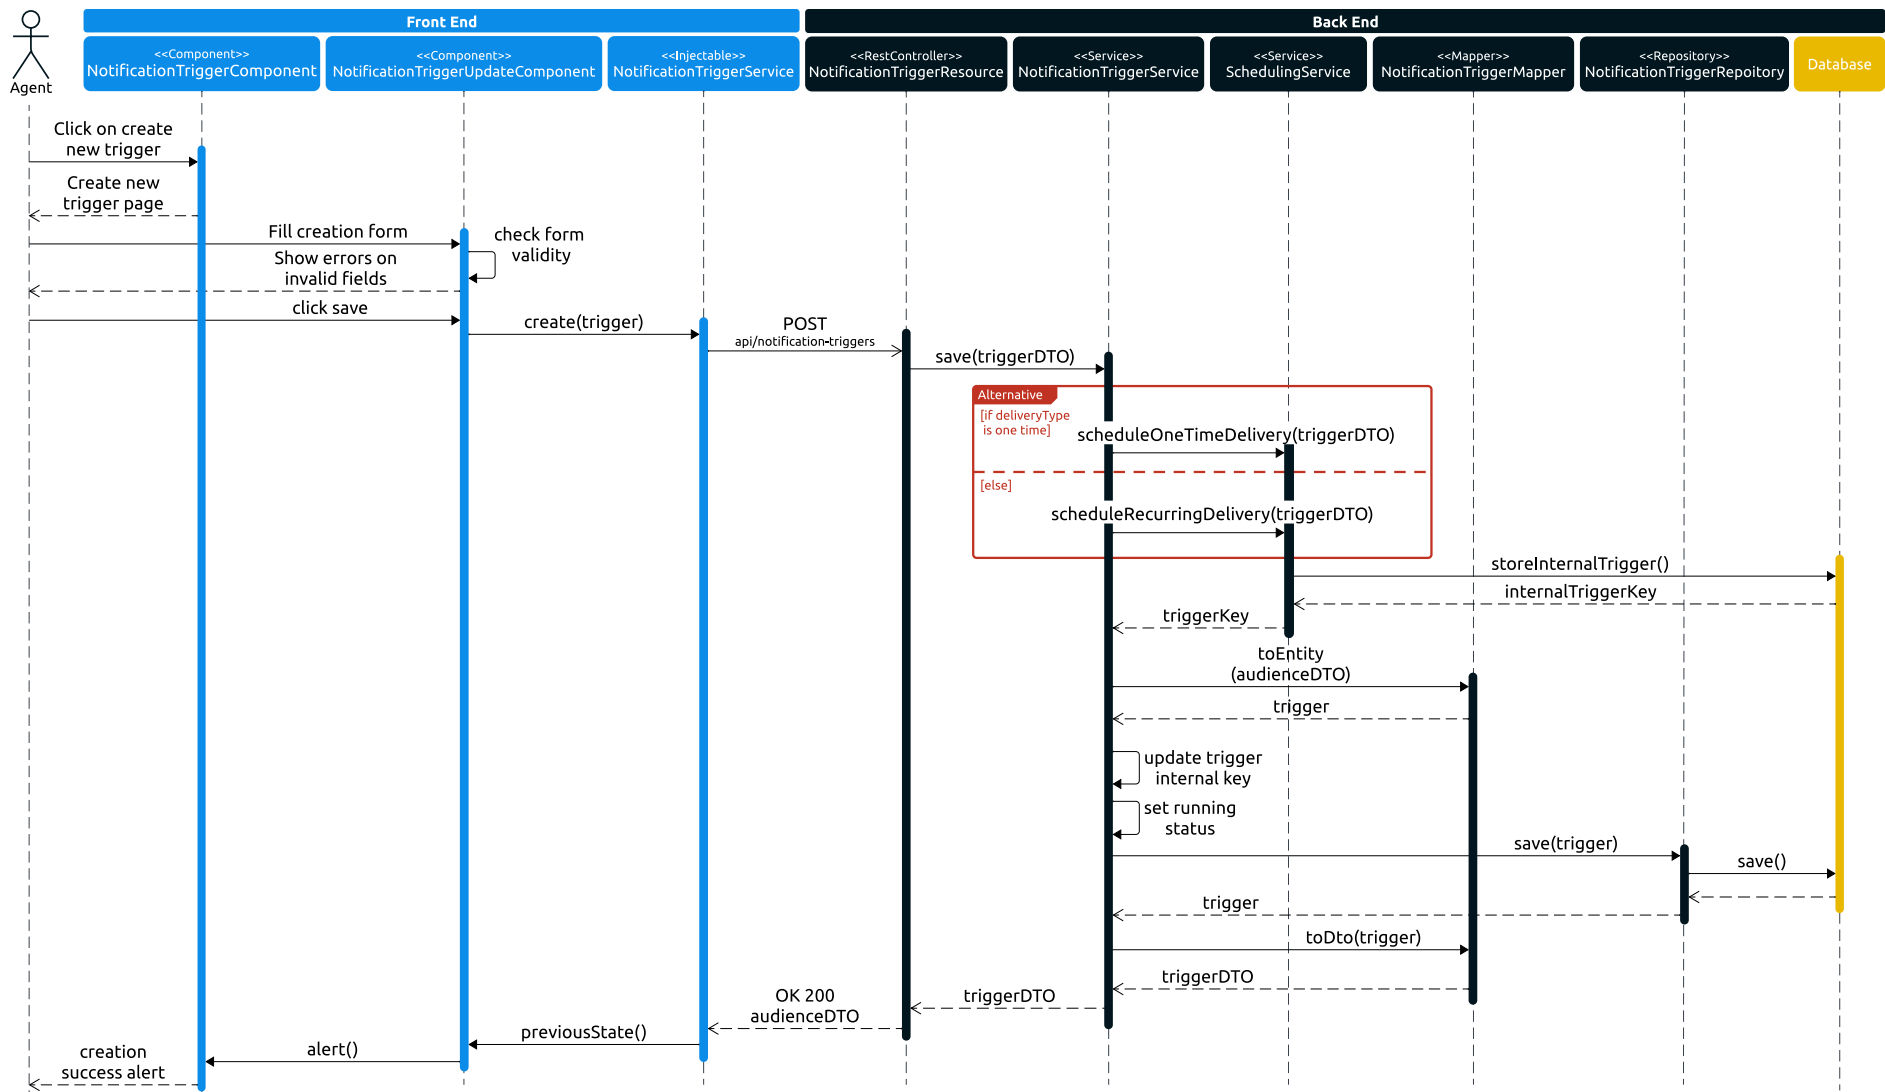 Front End
Back End
Agent
<<Component>>
NotificationTriggerComponent
<<Component>>
NotificationTriggerUpdateComponent
<<Injectable>>
NotificationTriggerService
<<RestController>>
NotificationTriggerResource
<<Service>>
NotificationTriggerService
<<Service>>
SchedulingService
<<Mapper>>
NotificationTriggerMapper
<<Repository>>
NotificationTriggerRepoitory
Database
Click on create
new trigger
Create new
trigger page
Fill creation form
check form
validity
Show errors on
invalid fields
click save
create(trigger)
POST
api/notification-triggers
save(triggerDTO)
Alternative
[if deliveryType
is one time]
scheduleOneTimeDelivery(triggerDTO)
[else]
scheduleRecurringDelivery(triggerDTO)
storeInternalTrigger()
internalTriggerKey
triggerKey
toEntity
(audienceDTO)
trigger
update trigger
internal key
set running
status
save(trigger)
save()
trigger
toDto(trigger)
triggerDTO
triggerDTO
OK 200
audienceDTO
previousState()
alert()
creation
success alert